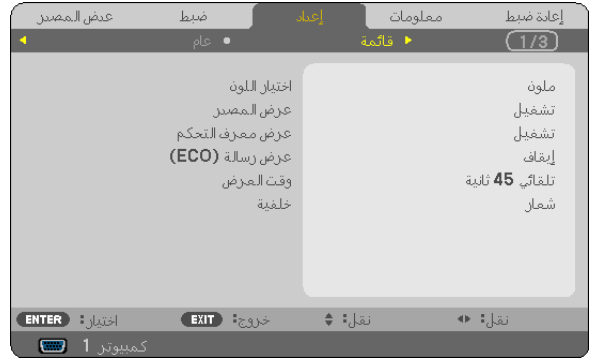 عرض المصدر ضبط إعداد معلومات إعادة ضبط
عام قائمة 1/3
اختيار اللون ملون
عرض المصدر تشغيل
عرض معرف التحكم تشغيل
عرض رسالة (ECO) إيقاف
وقت العرض تلقائي 45 ثانية
خلفية شعار
ENTER اختيار: EXIT خروج: نقل: نقل:
كمبيوتر 1